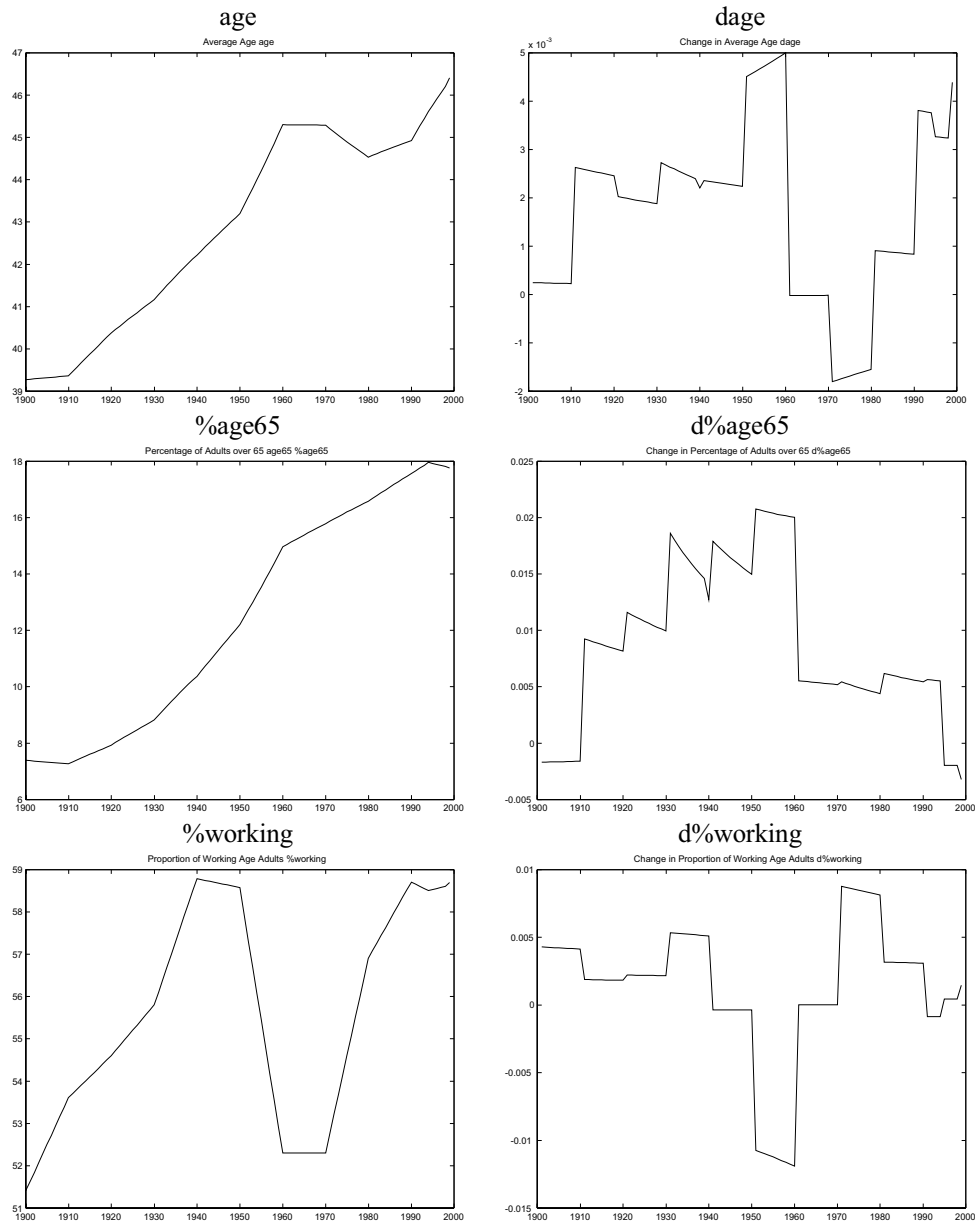 age
Average Age age
47
46
45
44
43
42
41
40
39
1900 1910 1920 1930 1940 1950 1960 1970 1980 1990 2000
dage
Change in Average Age dage
x 10-3
5
4
3
2
1
0
-1
-2
1900 1910 1920 1930 1940 1950 1960 1970 1980 1990 2000
%age65
Percentage of Adults over 65 age65 %age65
18
16
14
12
10
8
6
1900 1910 1920 1930 1940 1950 1960 1970 1980 1990 2000
d%age65
Change in Percentage of Adults over 65 d%age65
0.025
0.02
0.015
0.01
0.005
0
-0.005
1900 1910 1920 1930 1940 1950 1960 1970 1980 1990 2000
%working
Proportion of Working Age Adults %working
59
58
57
56
55
54
53
52
51
1900 1910 1920 1930 1940 1950 1960 1970 1980 1990 2000
d%working
Change in Proportion of Working Age Adults d%working
0.01
0.005
0
-0.005
-0.01
-0.015
1900 1910 1920 1930 1940 1950 1960 1970 1980 1990 2000